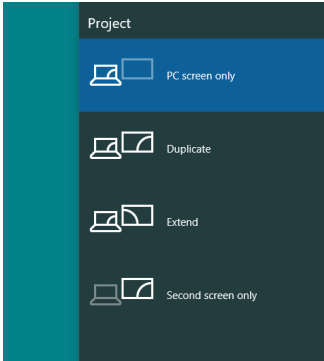 Project
PC screen only
Duplicate
Extend
Second screen only